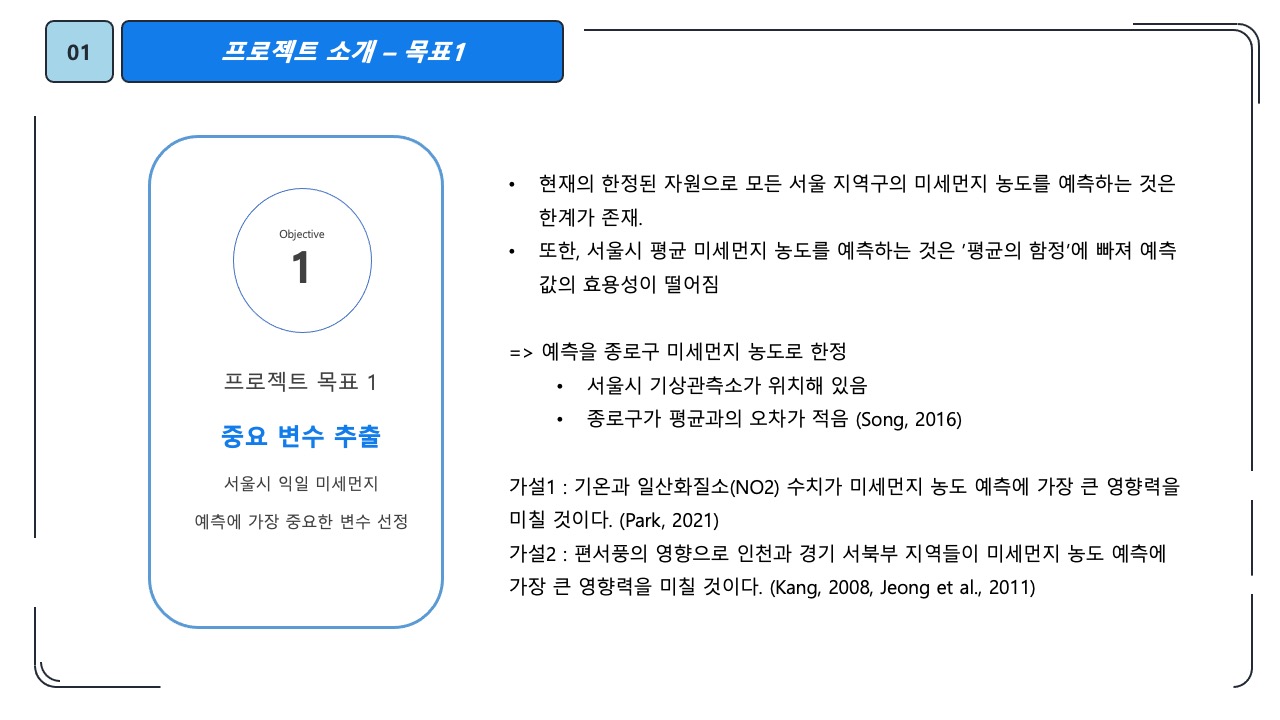 01
프로젝트 소개 – 목표1
Objective
1
프로젝트 목표 1
중요 변수 추출
서울시 익일 미세먼지
예측에 가장 중요한 변수 선정
• 현재의 한정된 자원으로 모든 서울 지역구의 미세먼지 농도를 예측하는 것은
한계가 존재.
• 또한, 서울시 평균 미세먼지 농도를 예측하는 것은 ‘평균의 함정’에 빠져 예측
값의 효용성이 떨어짐
=> 예측을 종로구 미세먼지 농도로 한정
• 서울시 기상관측소가 위치해 있음
• 종로구가 평균과의 오차가 적음 (Song, 2016)
가설1 : 기온과 일산화질소(NO2) 수치가 미세먼지 농도 예측에 가장 큰 영향력을
미칠 것이다. (Park, 2021)
가설2 : 편서풍의 영향으로 인천과 경기 서북부 지역들이 미세먼지 농도 예측에
가장 큰 영향력을 미칠 것이다. (Kang, 2008, Jeong et al., 2011)